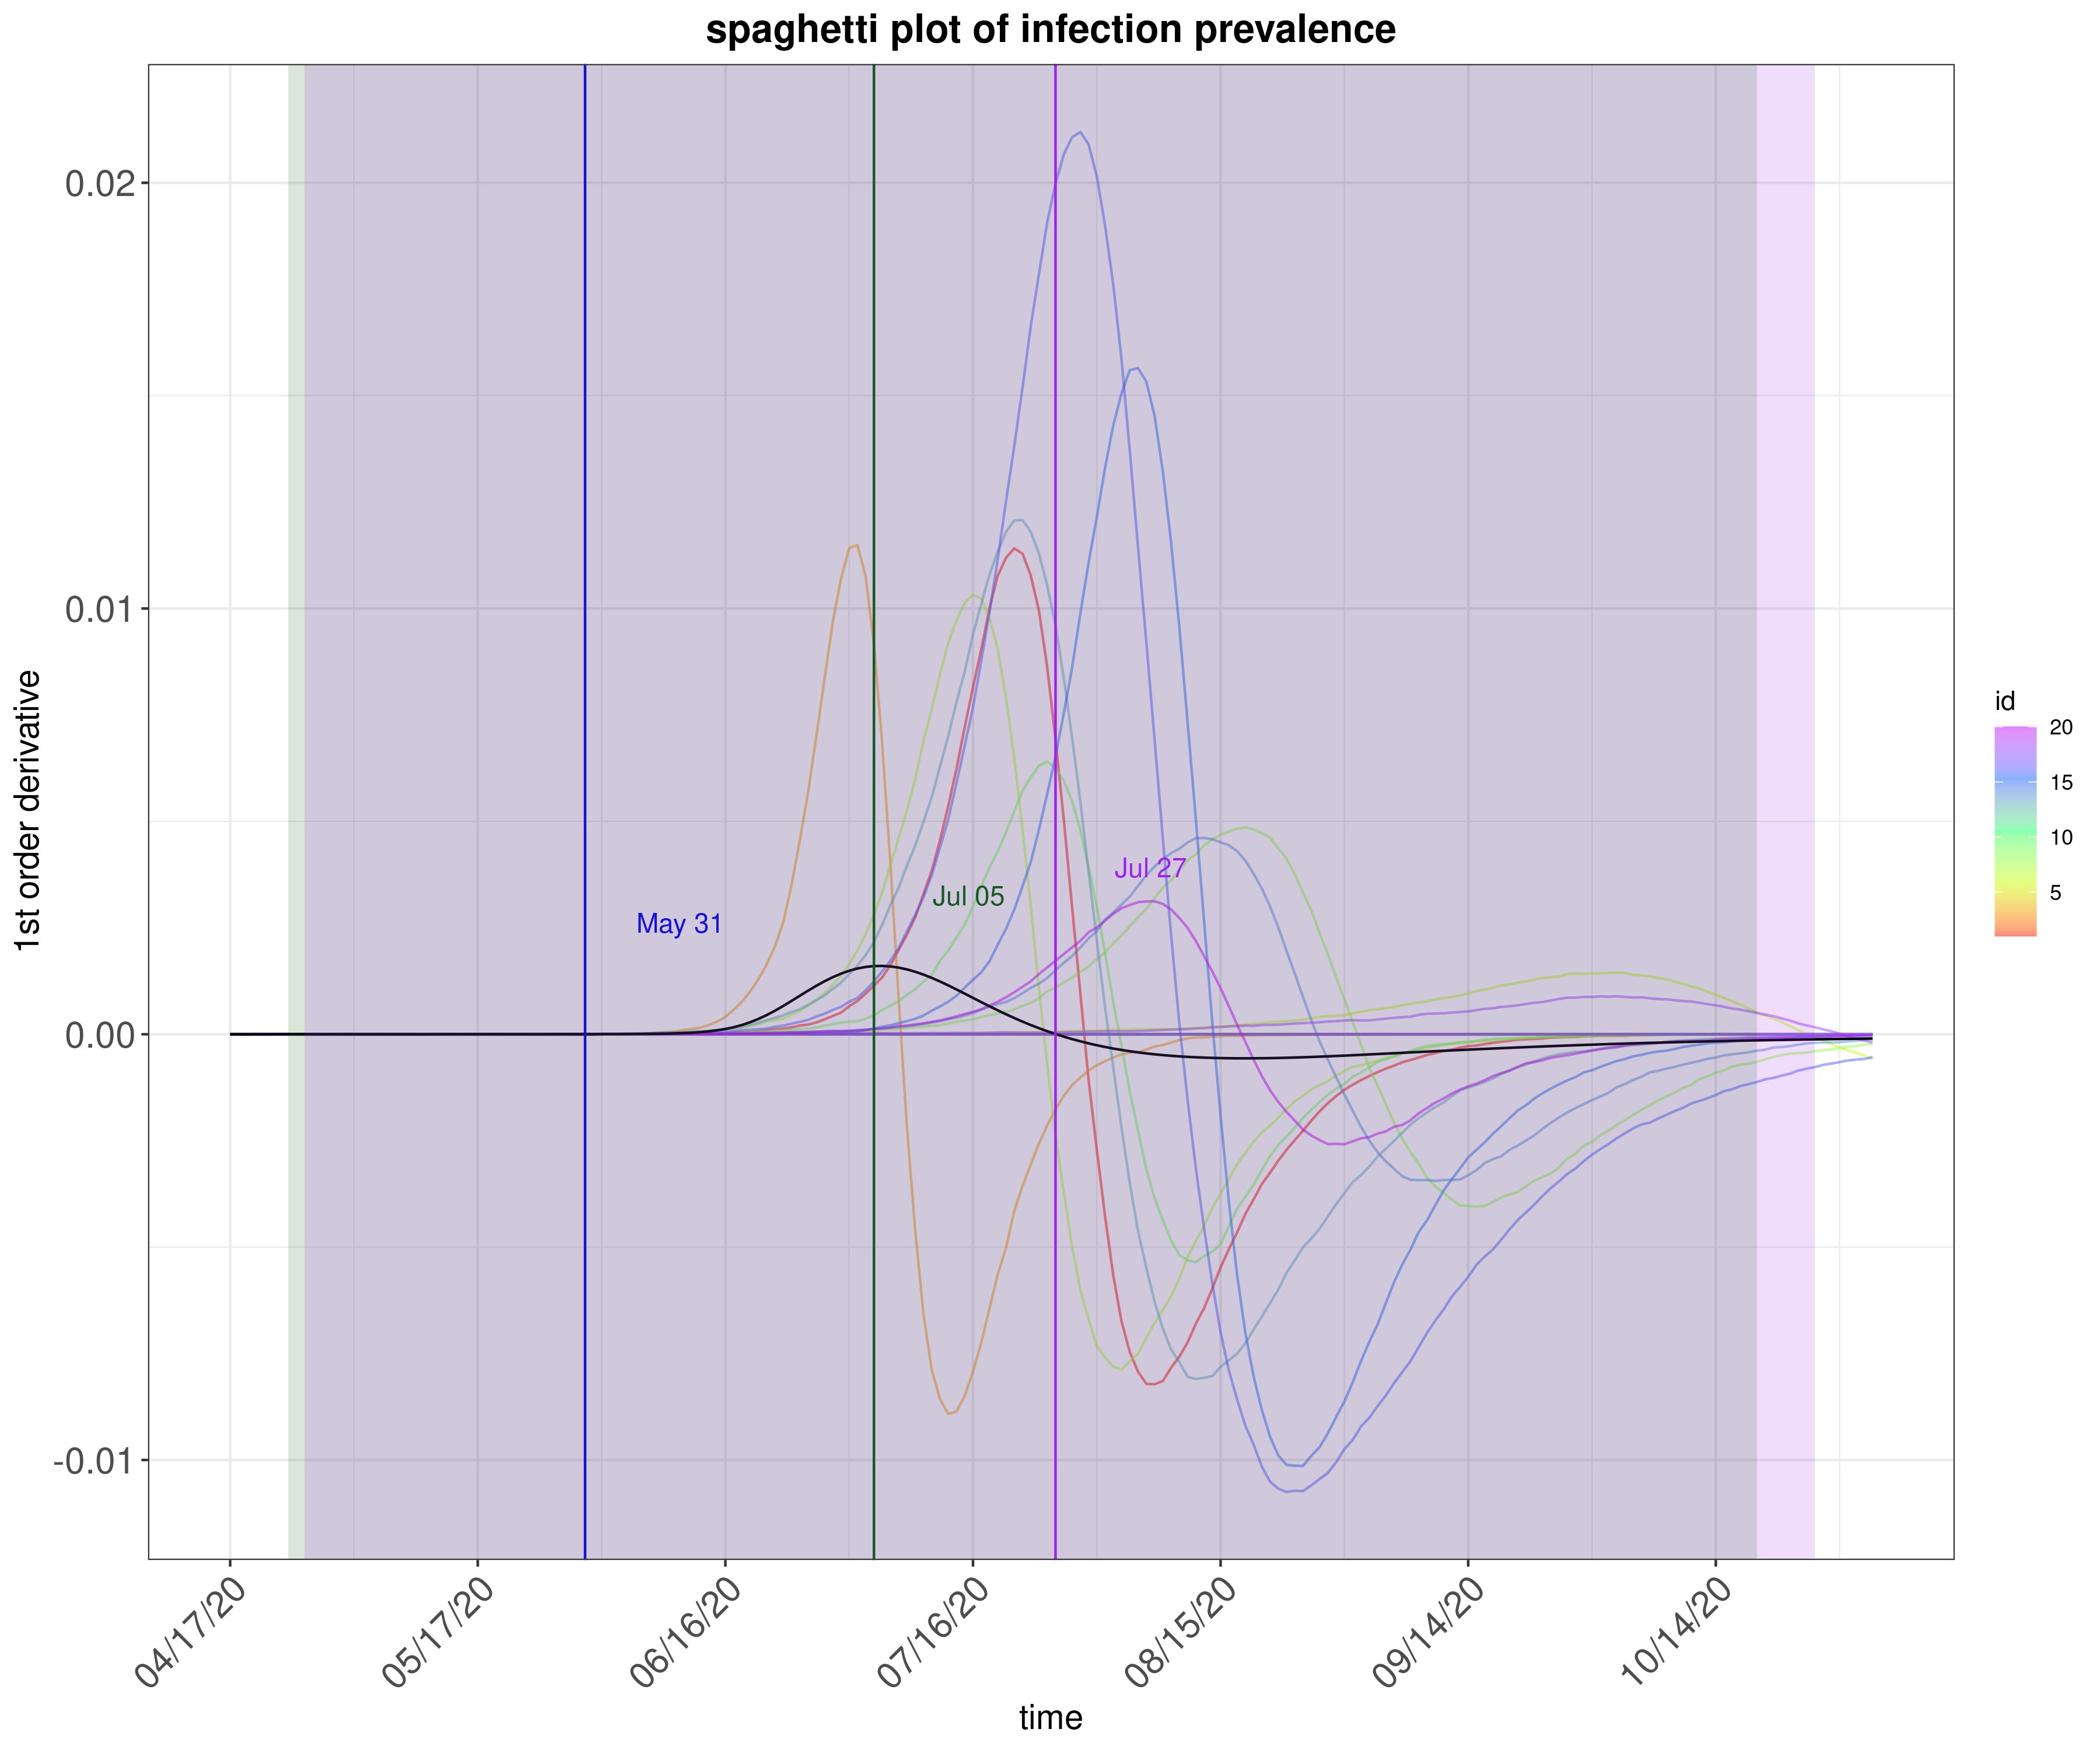 spaghetti plot of infection prevalence
1st order derivative
0.02
0.01
0.00
-0.01
May 31
Jul 05
Jul 27
04/17/20
05/17/20
06/16/20
07/16/20
08/15/20
09/14/20
10/14/20
time
id
20
15
10
5